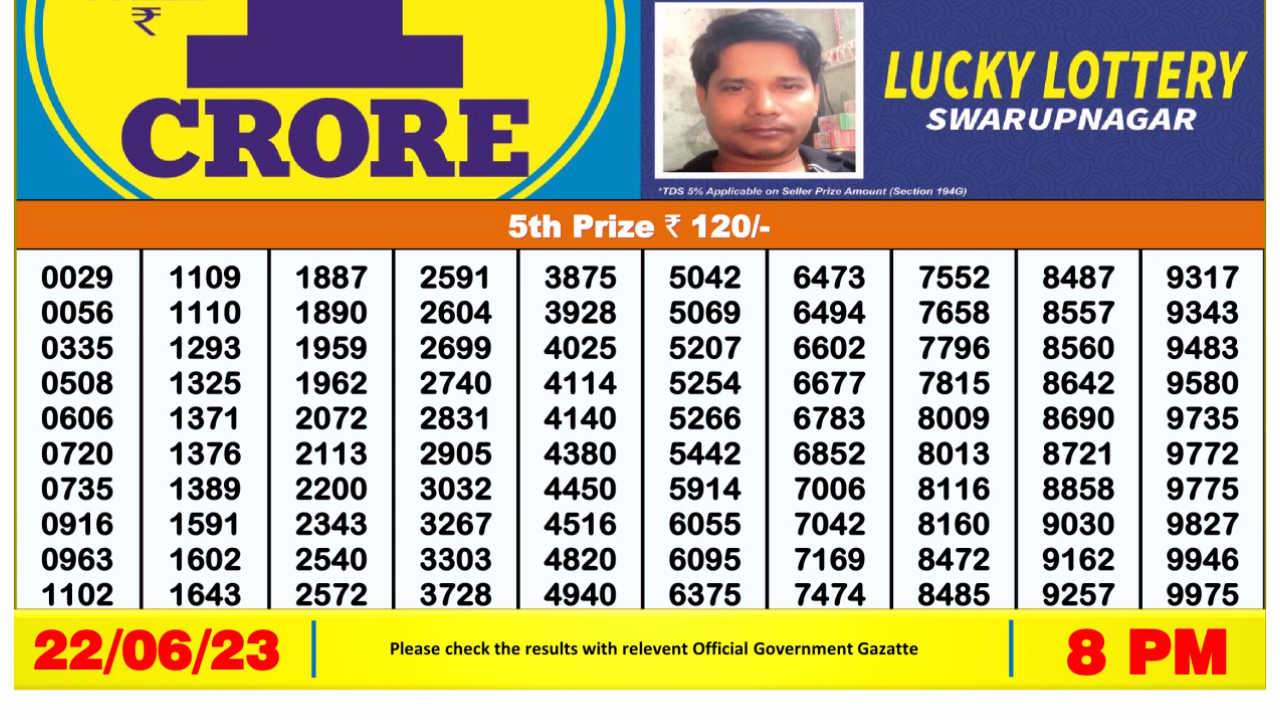 ₹
1
CRORE
LUCKY LOTTERY
SWARUPNAGAR
*TDS 5% Applicable on Seller Prize Amount (Section 194G)
5th Prize ₹ 120/-
0029 1109 1887 2591 3875 5042 6473 7552 8487 9317
0056 1110 1890 2604 3928 5069 6494 7658 8557 9343
0335 1293 1959 2699 4025 5207 6602 7796 8560 9483
0508 1325 1962 2740 4114 5254 6677 7815 8642 9580
0606 1371 2072 2831 4140 5266 6783 8009 8690 9735
0720 1376 2113 2905 4380 5442 6852 8013 8721 9772
0735 1389 2200 3032 4450 5914 7006 8116 8858 9775
0916 1591 2343 3267 4516 6055 7042 8160 9030 9827
0963 1602 2540 3303 4820 6095 7169 8472 9162 9946
1102 1643 2572 3728 4940 6375 7474 8485 9257 9975
22/06/23
Please check the results with relevent Official Government Gazatte
8 PM